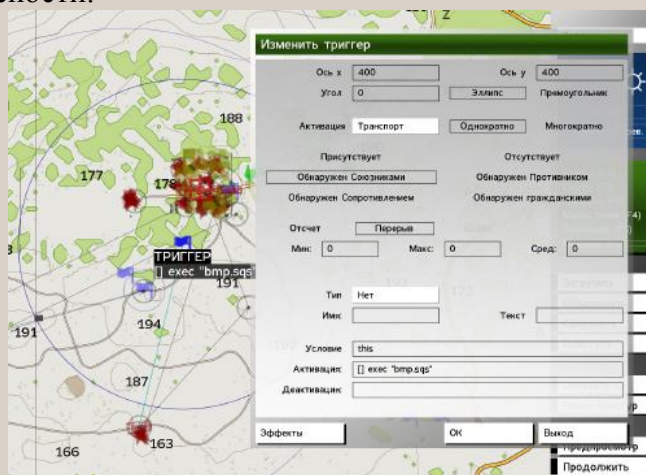 188
177
178
191
194
191
187
163
166
Z
ТРИГГЕР
[] exec "bmp.sqs"
Изменить триггер
Ось x 400 Ось y 400
Угол 0 Эллипс Прямоугольник
Активация Транспорт Однократно Многократно
Присутствует Отсутствует
Обнаружен Союзниками Обнаружен Противником
Обнаружен Сопротивлением Обнаружен гражданскими
Отсчет Перерыв
Мин: 0 Макс: 0 Сред: 0
Тип Нет
Имя: Текст
Условие this
Активация: [] exec "bmp.sqs"
Деактивация:
Эффекты ОК Выход
Предпросмотр
Продолжить